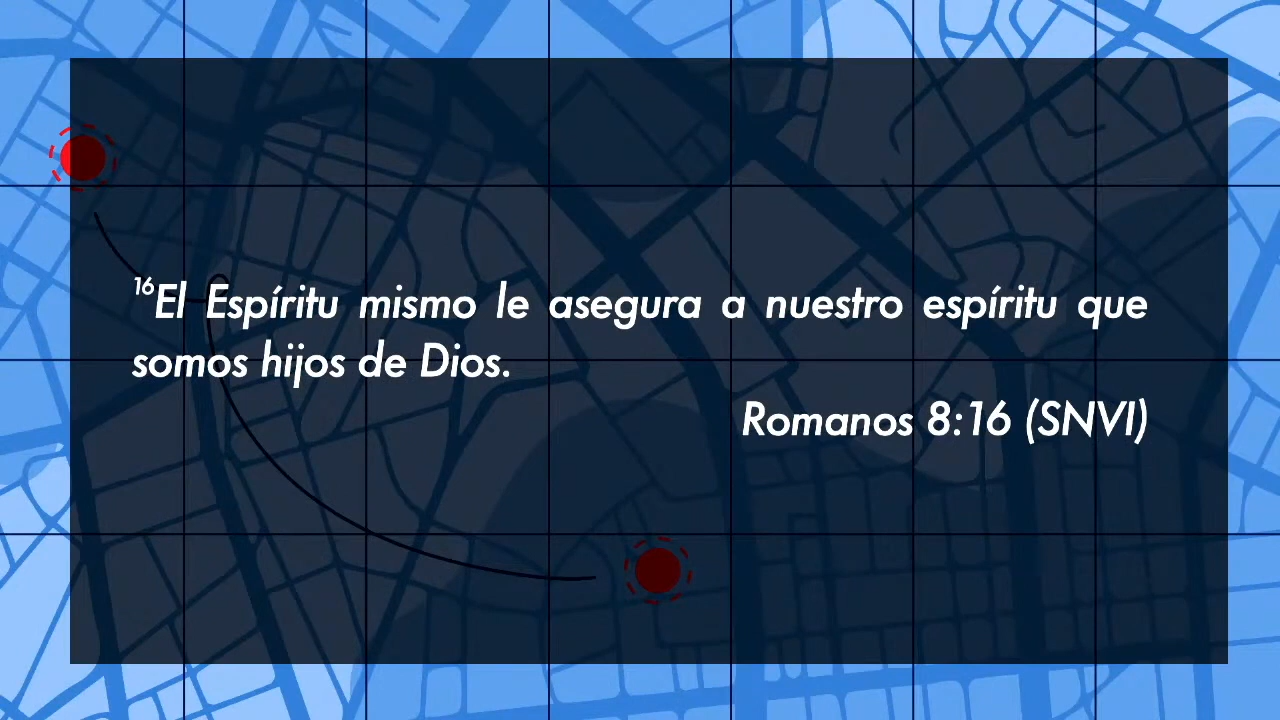 ¹⁶El Espíritu mismo le asegura a nuestro espíritu que
somos hijos de Dios.
Romanos 8:16 (SNVI)